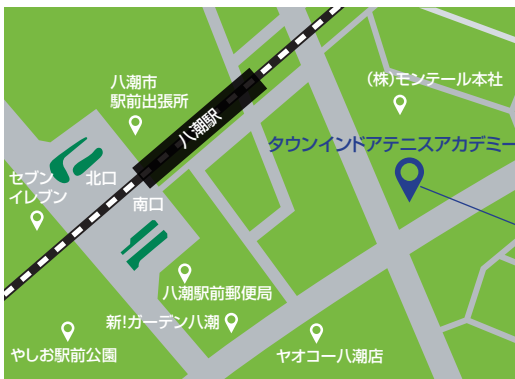 八潮市
駅前出張所
八潮駅
(株)モンテール本社
タウンインドアテニスアカデミー
セブン
イレブン
北口
南口
八潮駅前郵便局
新!ガーデン八潮
やしお駅前公園
ヤオコー八潮店